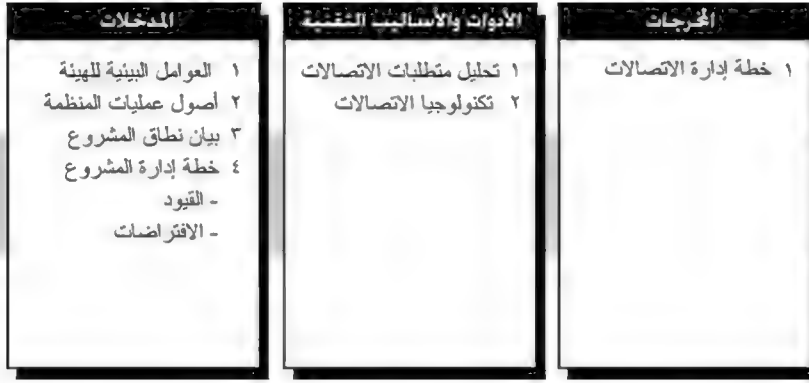 المدخلات
١ العوامل البيئية للهيئة
٢ أصول عمليات المنظمة
٣ بيان نطاق المشروع
٤ خطة إدارة المشروع
- القيود
- الافتراضات
الأدوات والأساليب التقنية
١ تحليل متطلبات الاتصالات
٢ تكنولوجيا الاتصالات
المخرجات
١ خطة إدارة الاتصالات